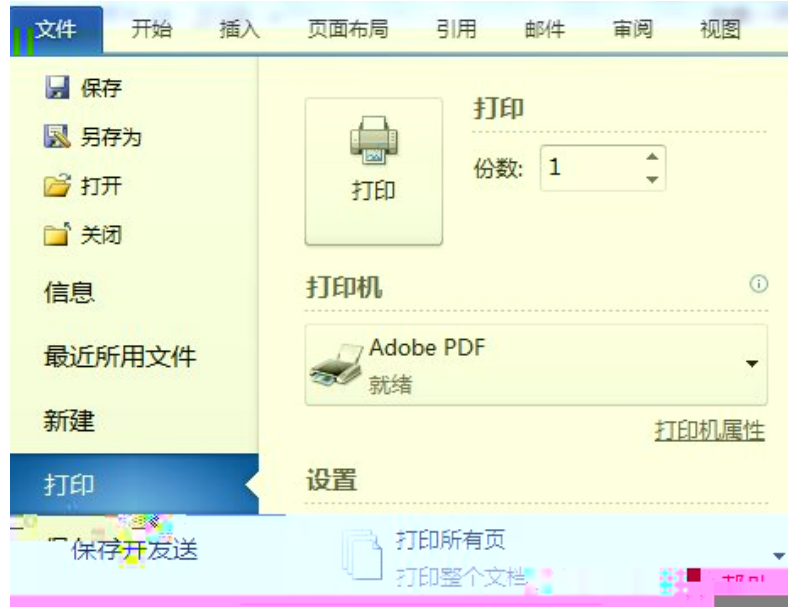 文件 开始 插入 页面布局 引用 邮件 审阅 视图
保存
另存为
打开
关闭
信息
最近所用文件
新建
打印
保存开发送
打印
打印
份数: 1
打印机
Adobe PDF
就绪
打印机属性
设置
打印所有页
打印整个文档